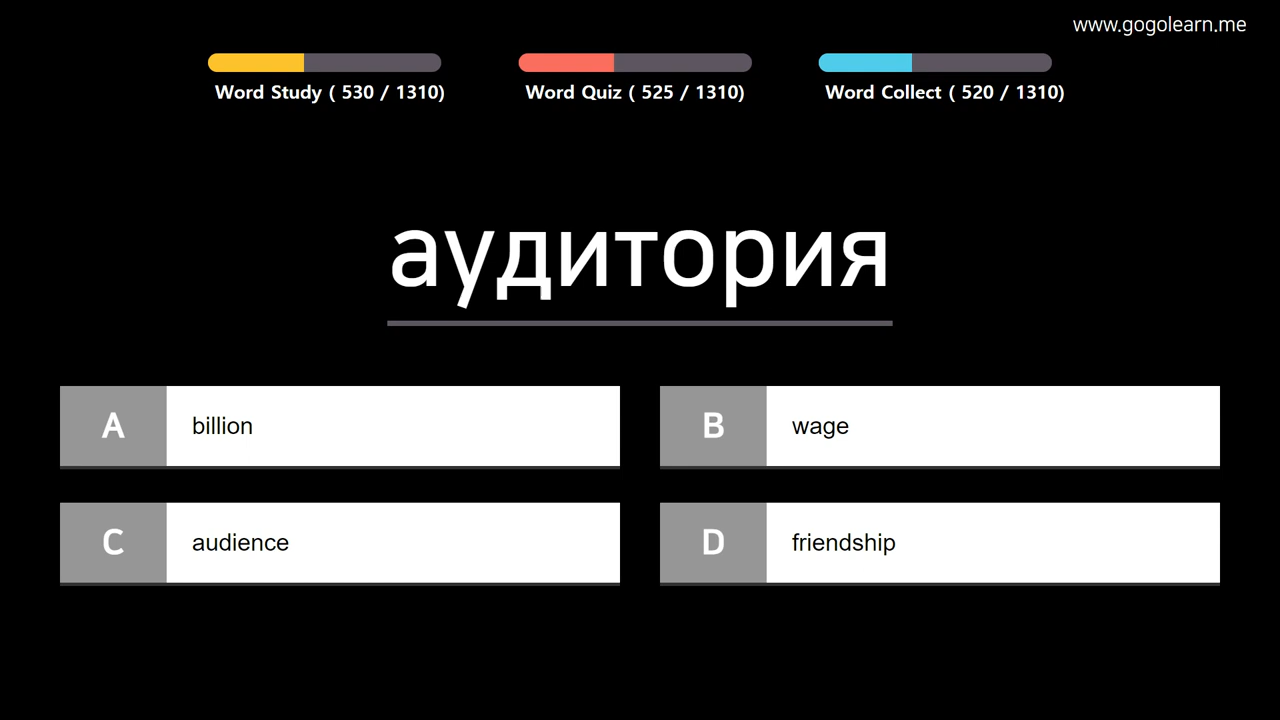 www.gogolearn.me
Word Study ( 530 / 1310)
Word Quiz ( 525 / 1310)
Word Collect ( 520 / 1310)
аудитория
A
billion
B
wage
C
audience
D
friendship